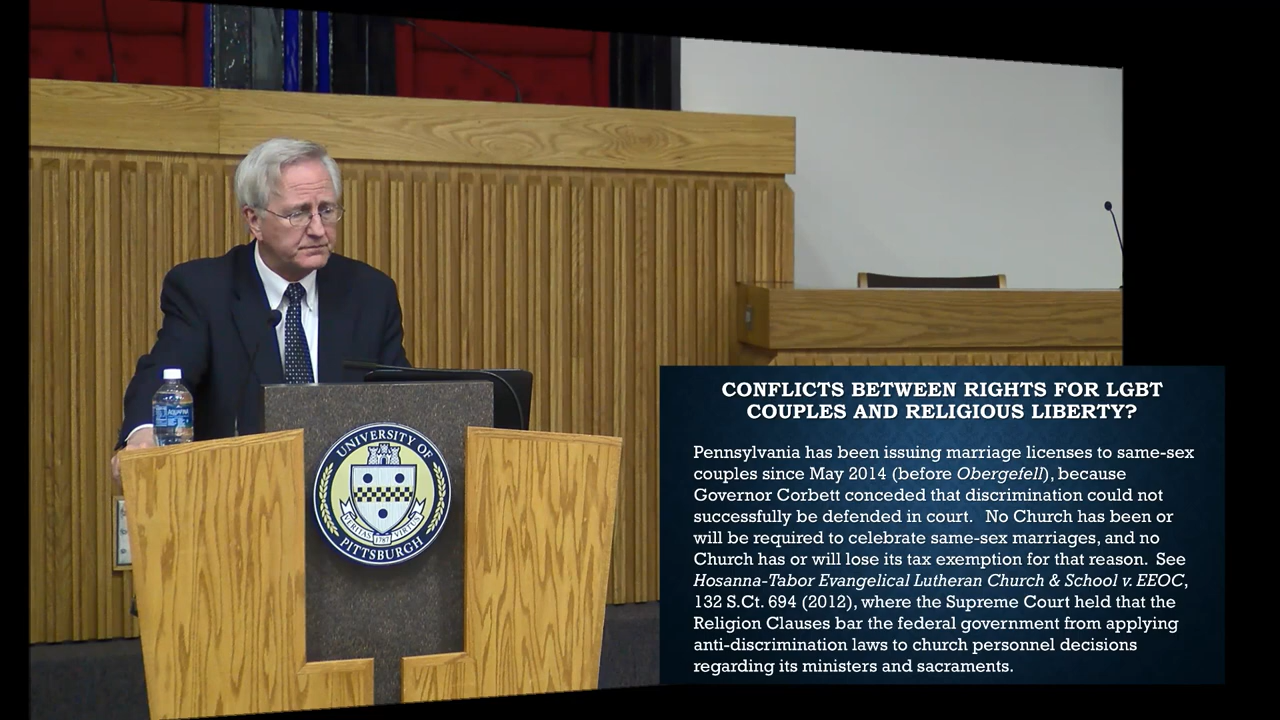 AQUAFINA
UNIVERSITY OF
VERITAS 1787 VIRTUS
PITTSBURGH
CONFLICTS BETWEEN RIGHTS FOR LGBT
COUPLES AND RELIGIOUS LIBERTY?
Pennsylvania has been issuing marriage licenses to same-sex
couples since May 2014 (before Obergefell), because
Governor Corbett conceded that discrimination could not
successfully be defended in court.   No Church has been or
will be required to celebrate same-sex marriages, and no
Church has or will lose its tax exemption for that reason.  See
Hosanna-Tabor Evangelical Lutheran Church & School v. EEOC,
132 S.Ct. 694 (2012), where the Supreme Court held that the
Religion Clauses bar the federal government from applying
anti-discrimination laws to church personnel decisions
regarding its ministers and sacraments.